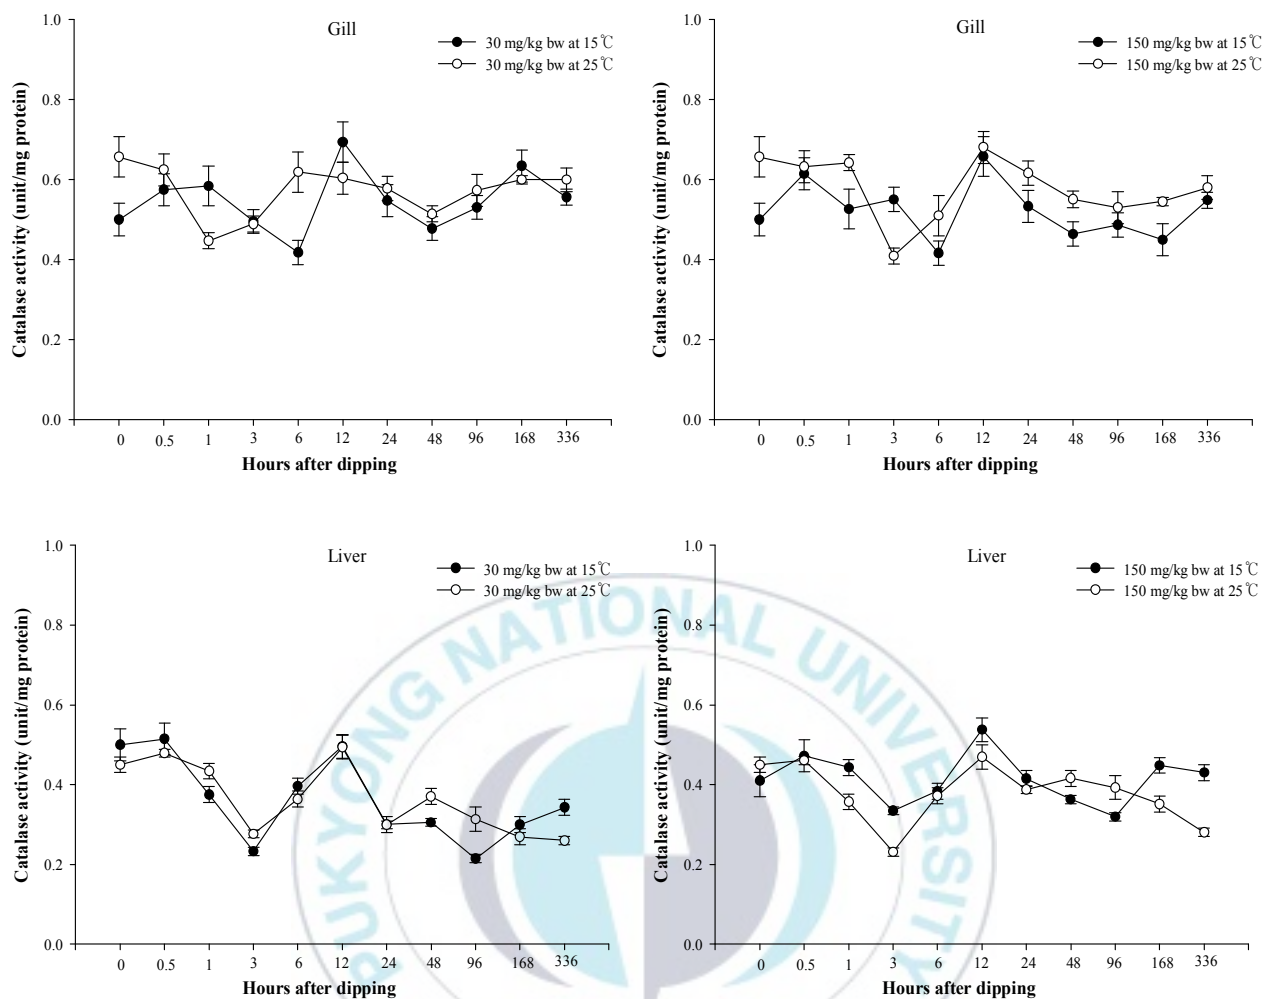 Gill
30 mg/kg bw at 15℃
30 mg/kg bw at 25℃
Catalase activity (unit/mg protein)
1.0
0.8
0.6
0.4
0.2
0.0
0 0.5 1 3 6 12 24 48 96 168 336
Hours after dipping
Gill
150 mg/kg bw at 15℃
150 mg/kg bw at 25℃
Catalase activity (unit/mg protein)
1.0
0.8
0.6
0.4
0.2
0.0
0 0.5 1 3 6 12 24 48 96 168 336
Hours after dipping
Liver
30 mg/kg bw at 15℃
30 mg/kg bw at 25℃
Catalase activity (unit/mg protein)
1.0
0.8
0.6
0.4
0.2
0.0
0 0.5 1 3 6 12 24 48 96 168 336
Hours after dipping
Liver
150 mg/kg bw at 15℃
150 mg/kg bw at 25℃
Catalase activity (unit/mg protein)
1.0
0.8
0.6
0.4
0.2
0.0
0 0.5 1 3 6 12 24 48 96 168 336
Hours after dipping
PUKYONG NATIONAL UNIVERSITY